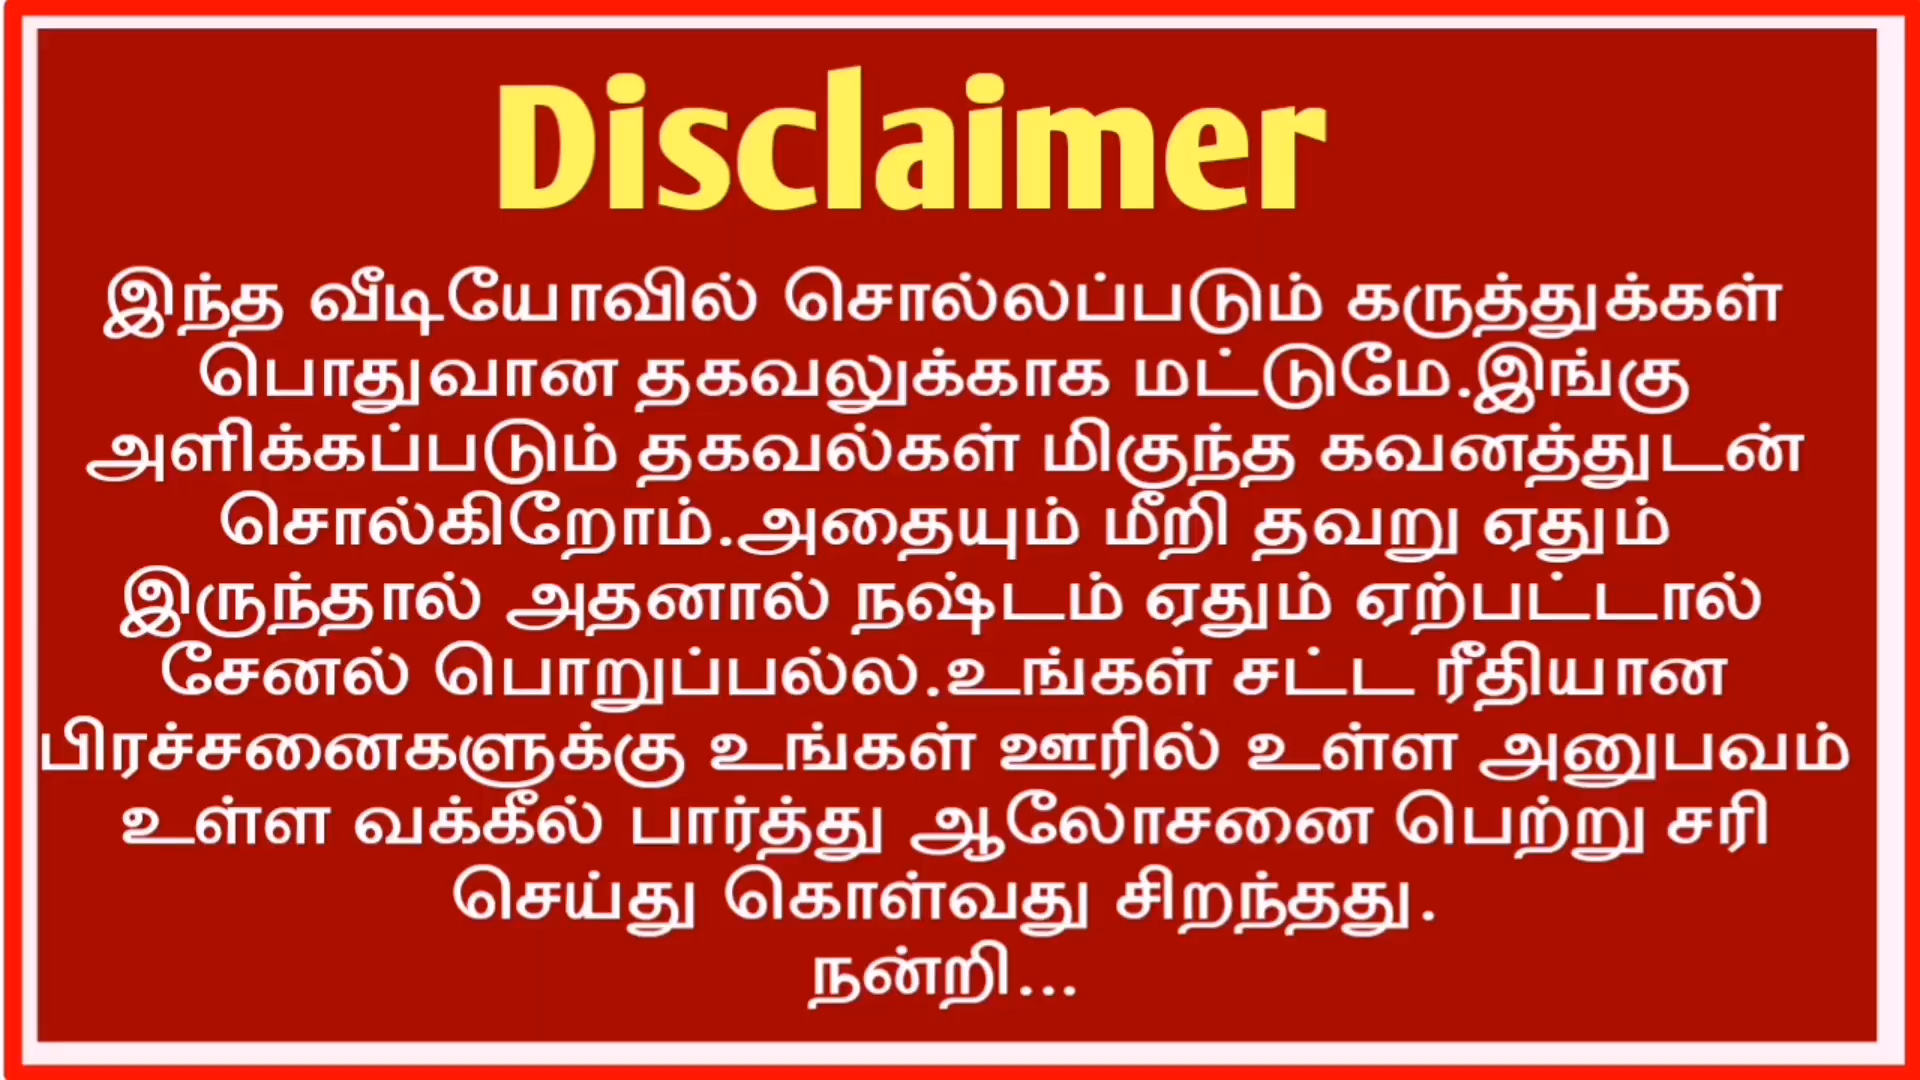 Disclaimer
இந்த வீடியோவில் சொல்லப்படும் கருத்துக்கள்
பொதுவான தகவலுக்காக மட்டுமே.இங்கு
அளிக்கப்படும் தகவல்கள் மிகுந்த கவனத்துடன்
சொல்கிறோம்.அதையும் மீறி தவறு ஏதும்
இருந்தால் அதனால் நஷ்டம் ஏதும் ஏற்பட்டால்
சேனல் பொறுப்பல்ல.உங்கள் சட்ட ரீதியான
பிரச்சனைகளுக்கு உங்கள் ஊரில் உள்ள அனுபவம்
உள்ள வக்கீல் பார்த்து ஆலோசனை பெற்று சரி
செய்து கொள்வது சிறந்தது.
நன்றி...